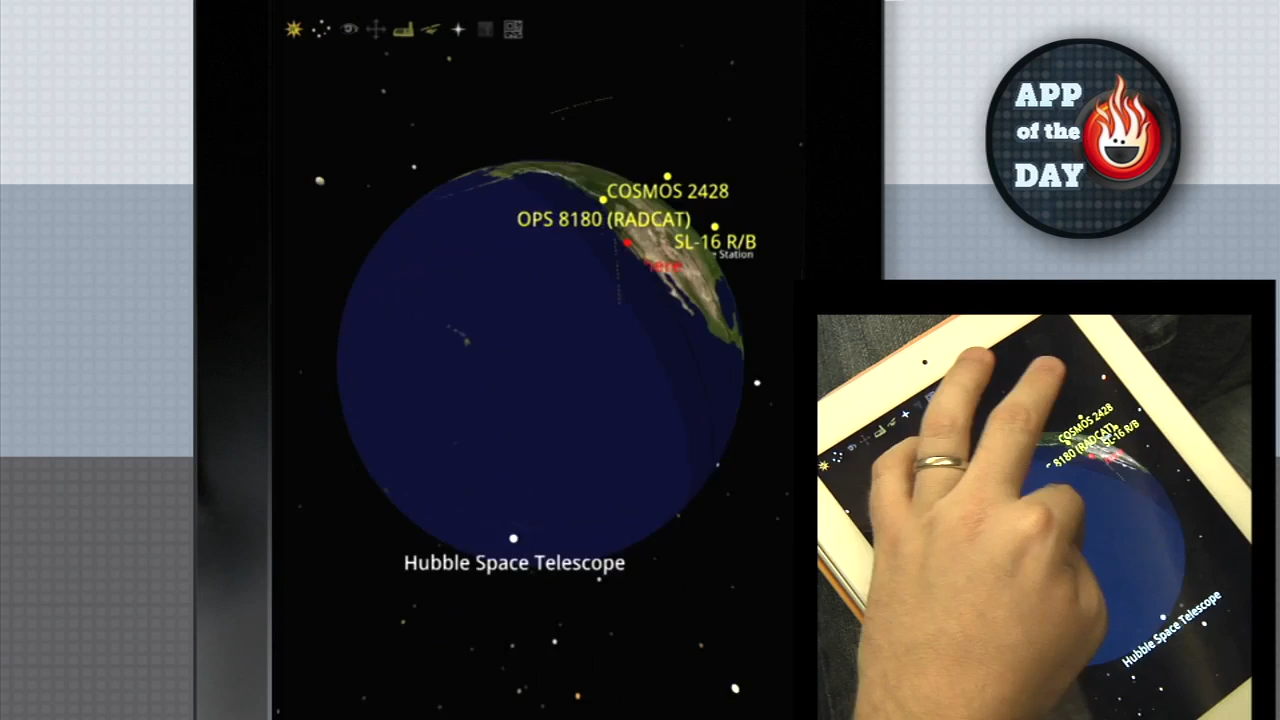 APP
of the
DAY
COSMOS 2428
OPS 8180 (RADCAT)
SL-16 R/B
Station
here
Hubble Space Telescope
COSMOS 2428
8180 (RADCAT)
SL-16 R/B
Hubble Space Telescope